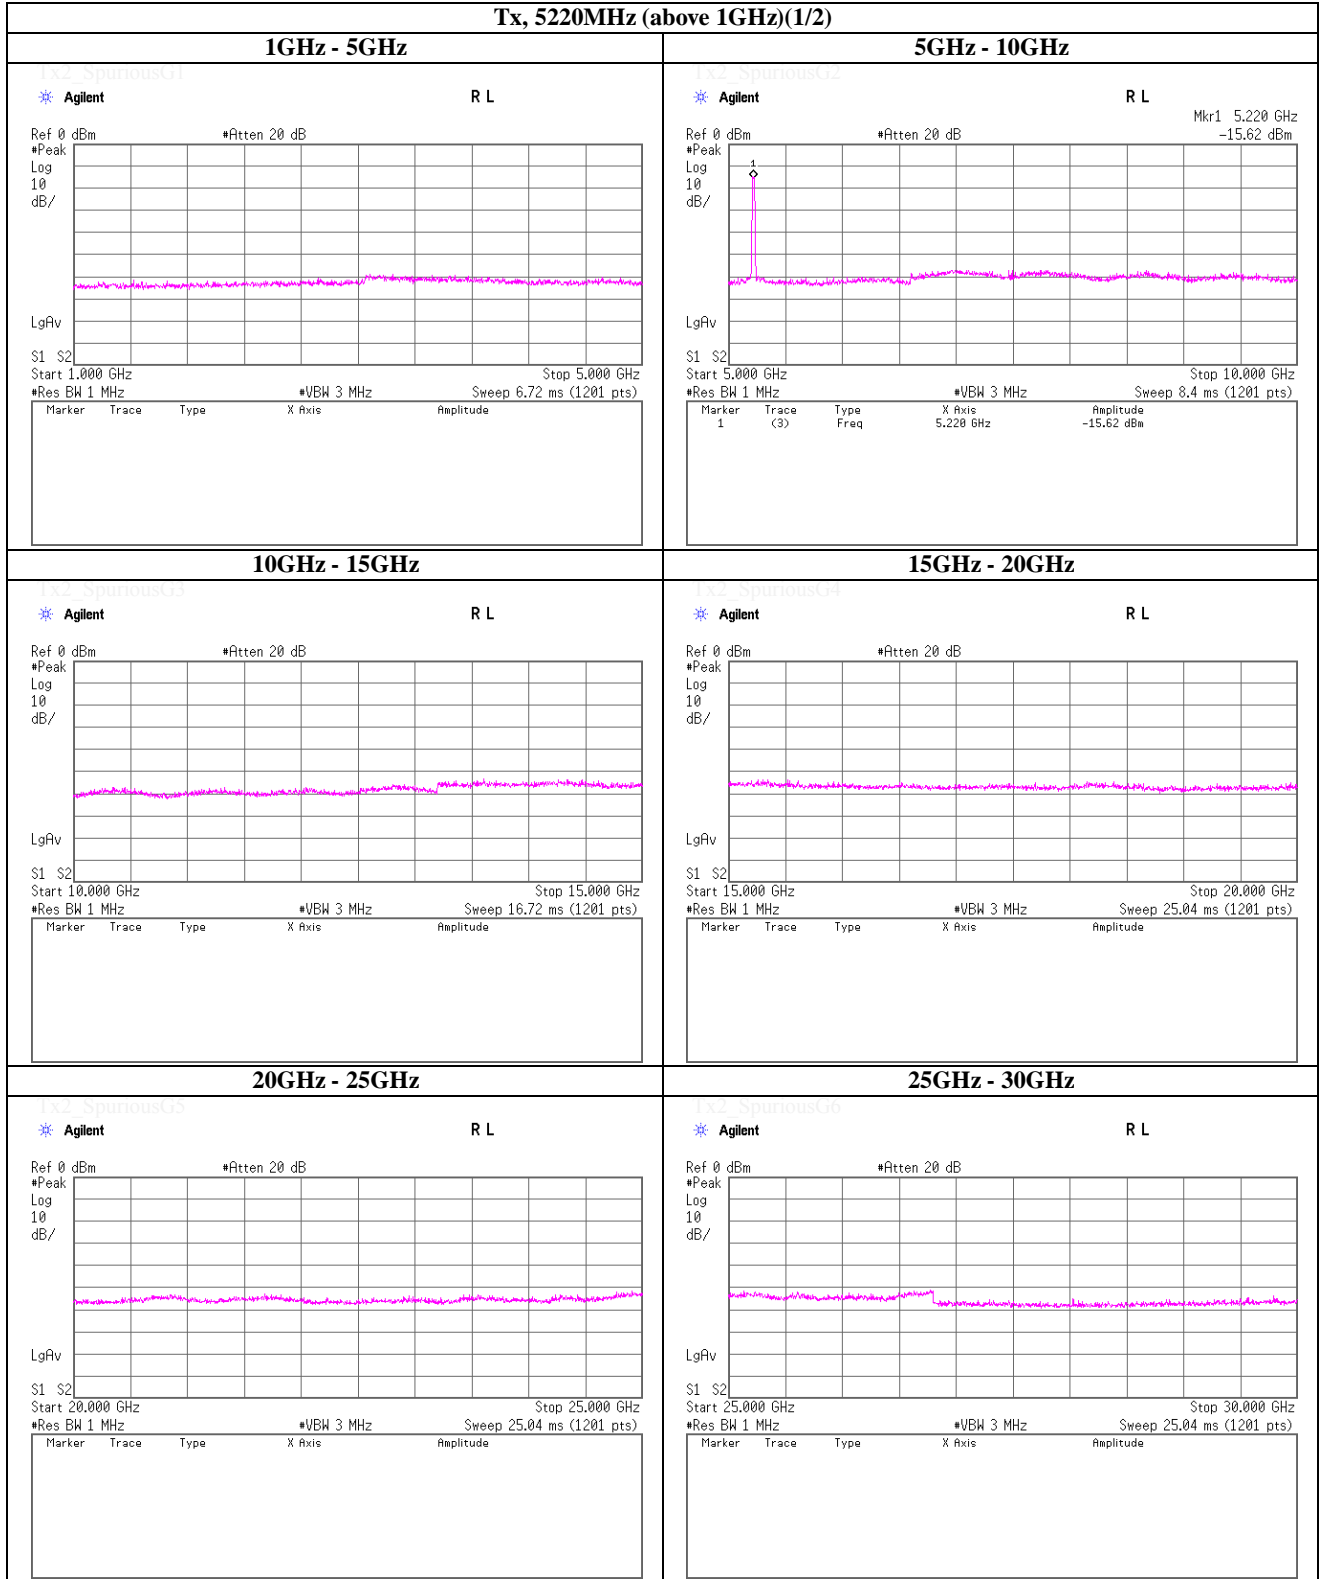 Tx, 5220MHz (above 1GHz)(1/2)
1GHz - 5GHz
Tx2_SpuriousG1
Agilent R L
Ref 0 dBm #Atten 20 dB
#Peak
Log
10
dB/
LgAv
S1 S2
Start 1.000 GHz Stop 5.000 GHz
#Res BW 1 MHz #VBW 3 MHz Sweep 6.72 ms (1201 pts)
Marker Trace Type X Axis Amplitude
5GHz - 10GHz
Tx2_SpuriousG2
Agilent R L
Mkr1 5.220 GHz
Ref 0 dBm #Atten 20 dB -15.62 dBm
#Peak
Log
10
dB/
1
LgAv
S1 S2
Start 5.000 GHz Stop 10.000 GHz
#Res BW 1 MHz #VBW 3 MHz Sweep 8.4 ms (1201 pts)
Marker Trace Type X Axis Amplitude
1 (3) Freq 5.220 GHz -15.62 dBm
10GHz - 15GHz
Tx2_SpuriousG3
Agilent R L
Ref 0 dBm #Atten 20 dB
#Peak
Log
10
dB/
LgAv
S1 S2
Start 10.000 GHz Stop 15.000 GHz
#Res BW 1 MHz #VBW 3 MHz Sweep 16.72 ms (1201 pts)
Marker Trace Type X Axis Amplitude
15GHz - 20GHz
Tx2_SpuriousG4
Agilent R L
Ref 0 dBm #Atten 20 dB
#Peak
Log
10
dB/
LgAv
S1 S2
Start 15.000 GHz Stop 20.000 GHz
#Res BW 1 MHz #VBW 3 MHz Sweep 25.04 ms (1201 pts)
Marker Trace Type X Axis Amplitude
20GHz - 25GHz
Tx2_SpuriousG5
Agilent R L
Ref 0 dBm #Atten 20 dB
#Peak
Log
10
dB/
LgAv
S1 S2
Start 20.000 GHz Stop 25.000 GHz
#Res BW 1 MHz #VBW 3 MHz Sweep 25.04 ms (1201 pts)
Marker Trace Type X Axis Amplitude
25GHz - 30GHz
Tx2_SpuriousG6
Agilent R L
Ref 0 dBm #Atten 20 dB
#Peak
Log
10
dB/
LgAv
S1 S2
Start 25.000 GHz Stop 30.000 GHz
#Res BW 1 MHz #VBW 3 MHz Sweep 25.04 ms (1201 pts)
Marker Trace Type X Axis Amplitude